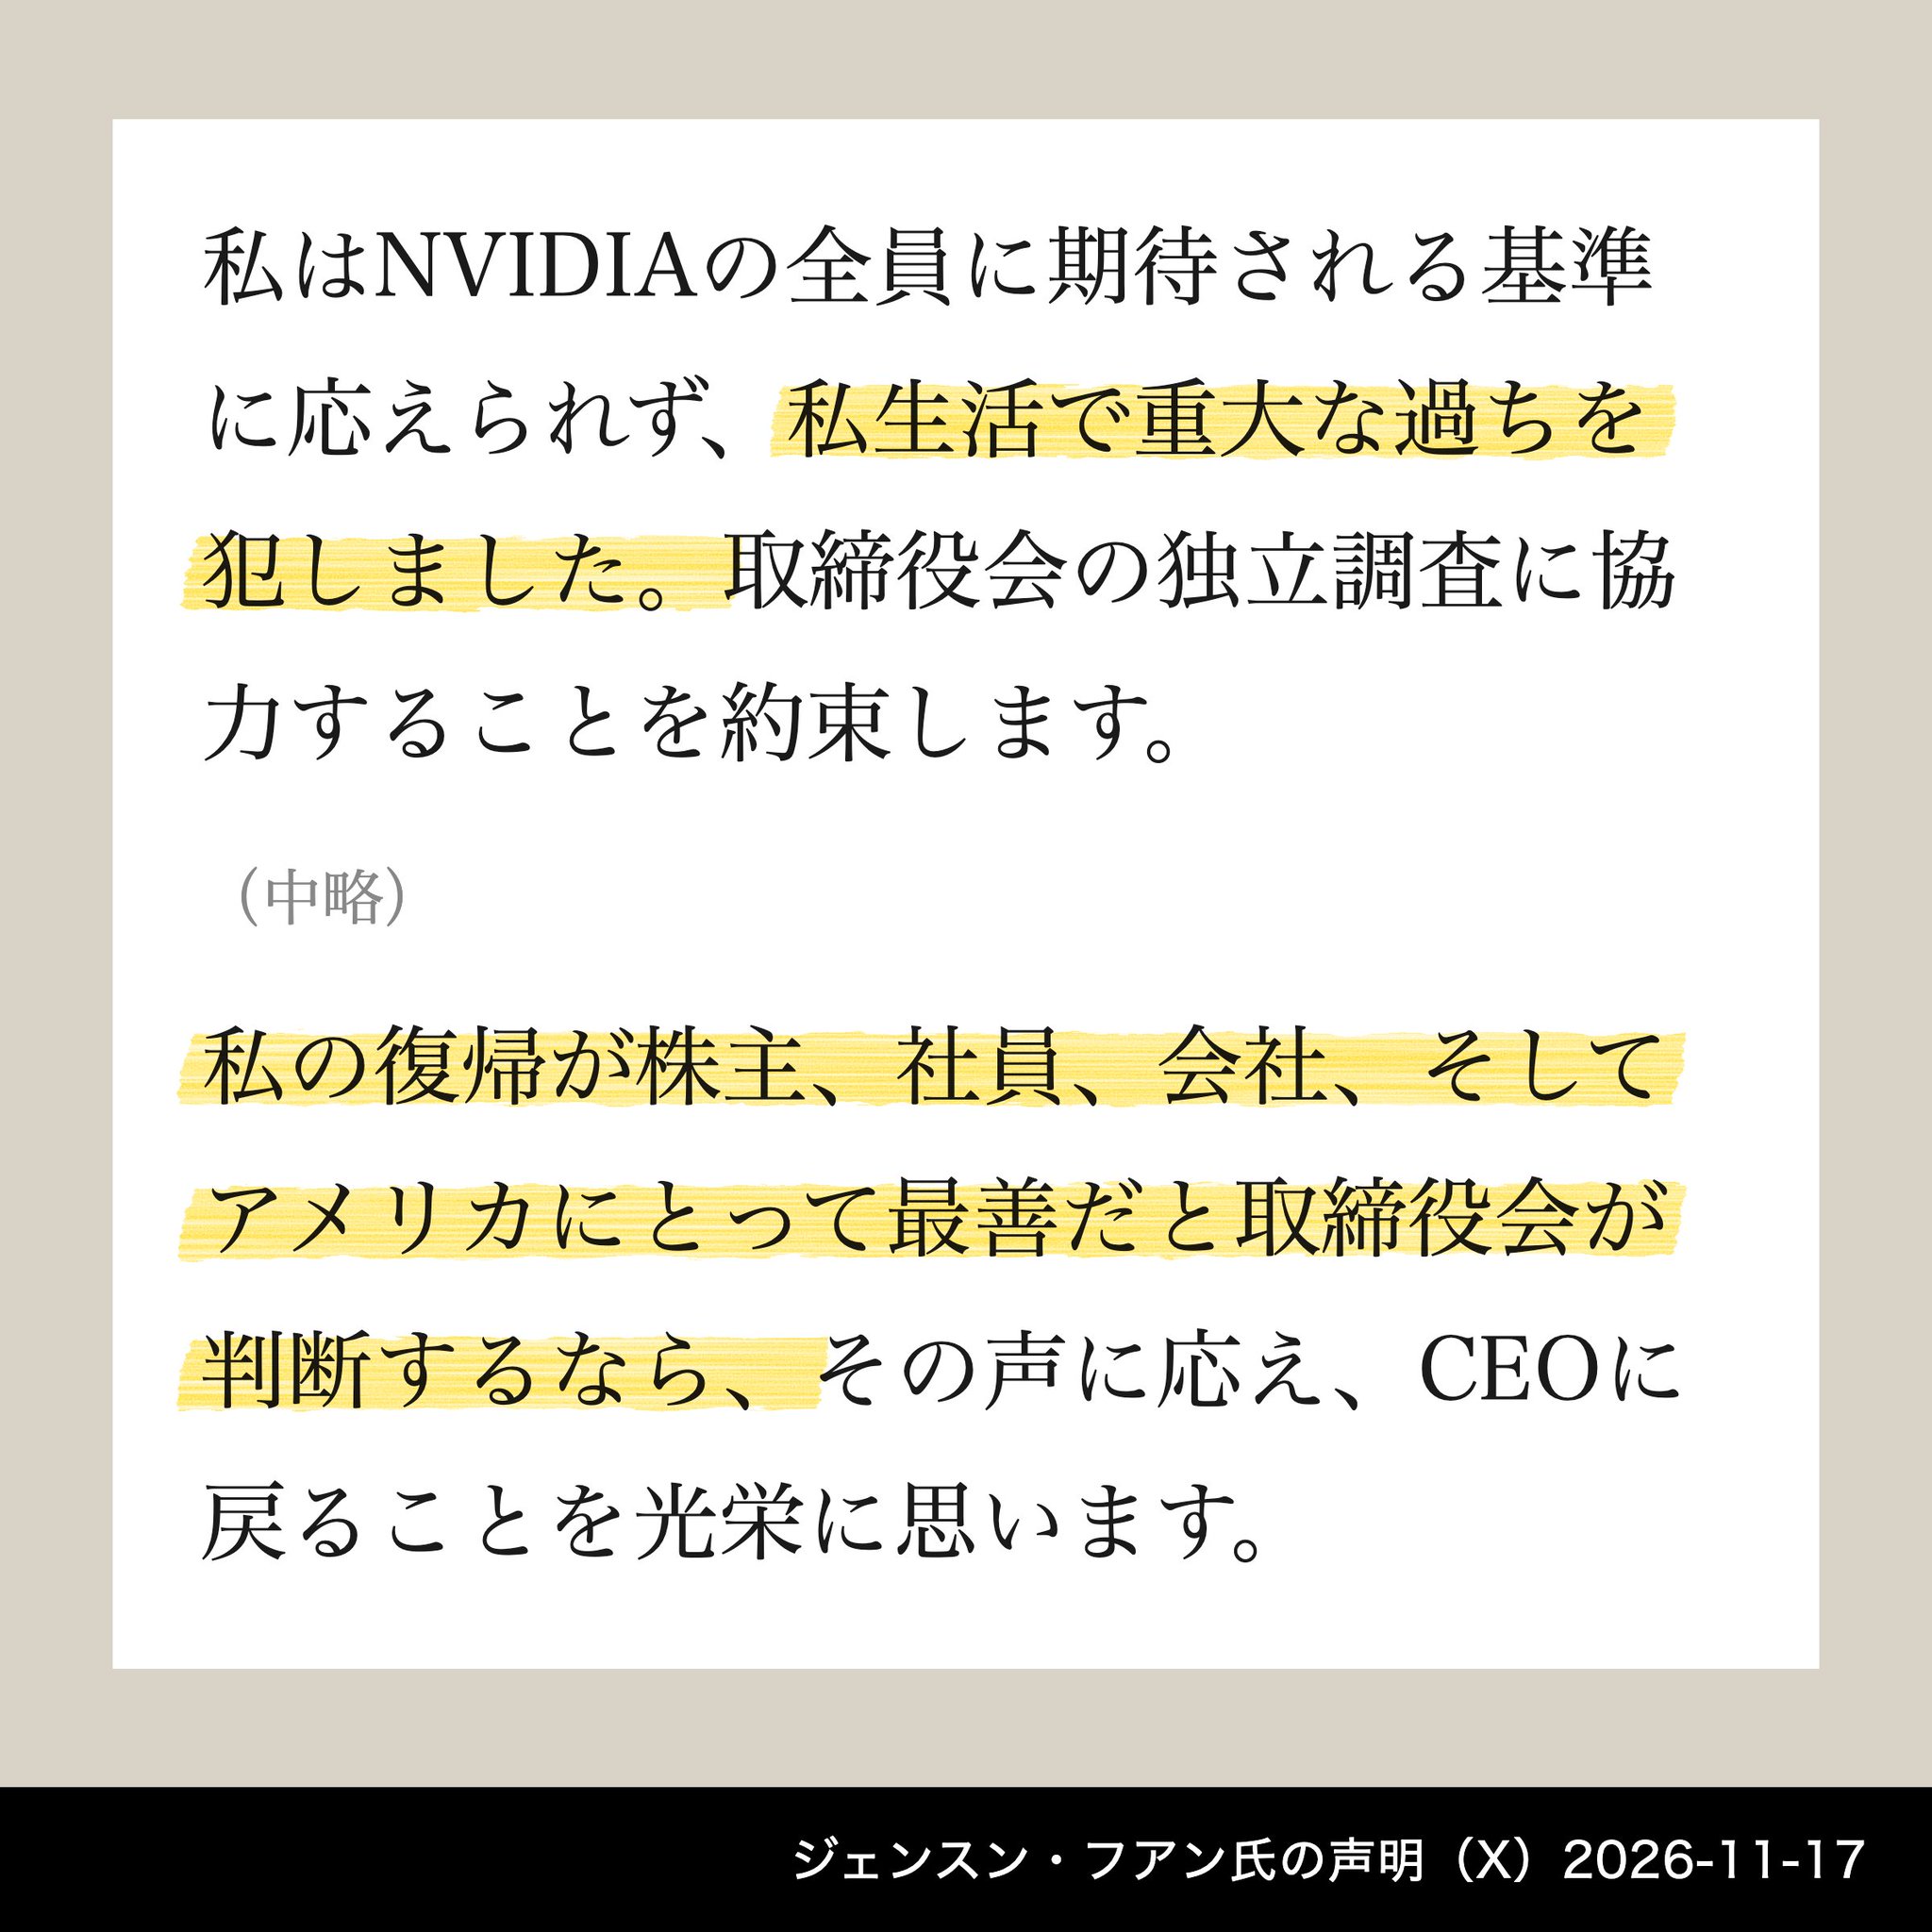 私はNVIDIAの全員に期待される基準
に応えられず、私生活で重大な過ちを
犯しました。取締役会の独立調査に協
力することを約束します。
（中略）
私の復帰が株主、社員、会社、そして
アメリカにとって最善だと取締役会が
判断するなら、その声に応え、CEOに
戻ることを光栄に思います。
ジェンスン・フアン氏の声明（X）2026-11-17